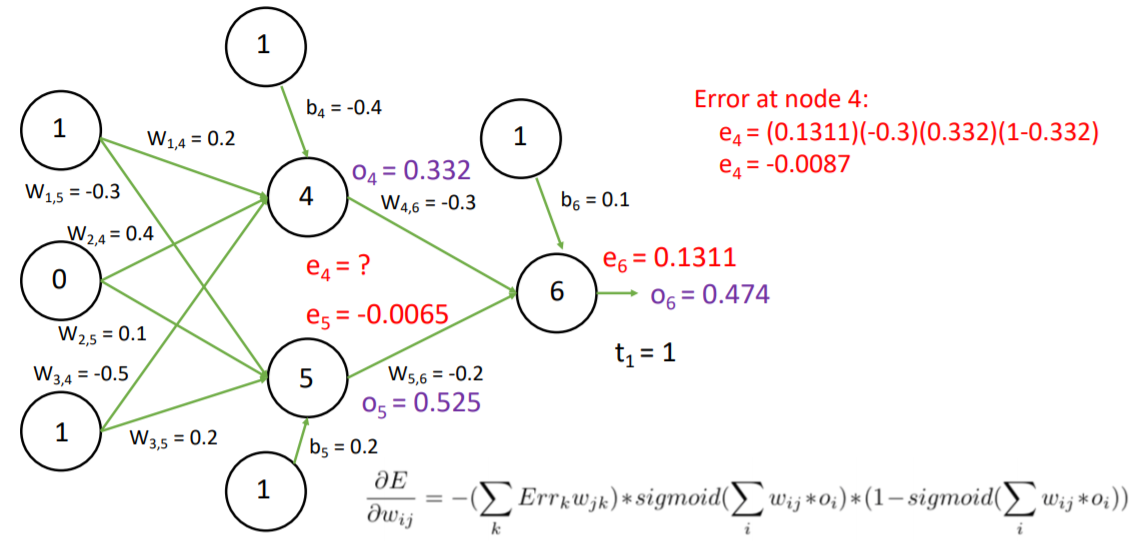 1
b₄ = -0.4
Error at node 4:
e₄ = (0.1311)(-0.3)(0.332)(1-0.332)
e₄ = -0.0087
1
W₁,₄ = 0.2
1
o₄ = 0.332
W₁,₅ = -0.3
4
W₄,₆ = -0.3
b₆ = 0.1
W₂,₄ = 0.4
0
e₄ = ?
e₅ = -0.0065
6
e₆ = 0.1311
o₆ = 0.474
W₂,₅ = 0.1
t₁ = 1
W₃,₄ = -0.5
5
W₅,₆ = -0.2
o₅ = 0.525
1
W₃,₅ = 0.2
b₅ = 0.2
1
∂E/∂wᵢⱼ = −(∑ₖ Errₖwⱼₖ)∗sigmoid(∑ᵢ wᵢⱼ∗oᵢ)∗(1−sigmoid(∑ᵢ wᵢⱼ∗oᵢ))